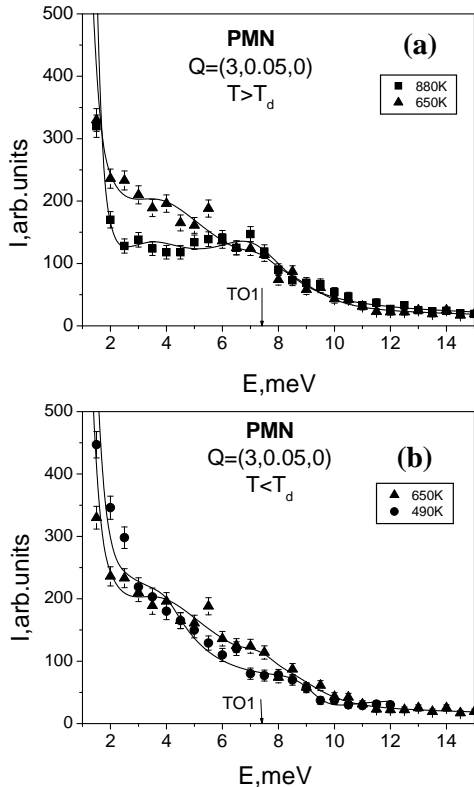 500
PMN
(a)
Q=(3,0.05,0)
T>T_d
880K
650K
400
300
200
100
0
I,arb.units
TO1
2 4 6 8 10 12 14
E,meV
500
PMN
(b)
Q=(3,0.05,0)
T<T_d
650K
490K
400
300
200
100
0
I,arb.units
TO1
2 4 6 8 10 12 14
E,meV